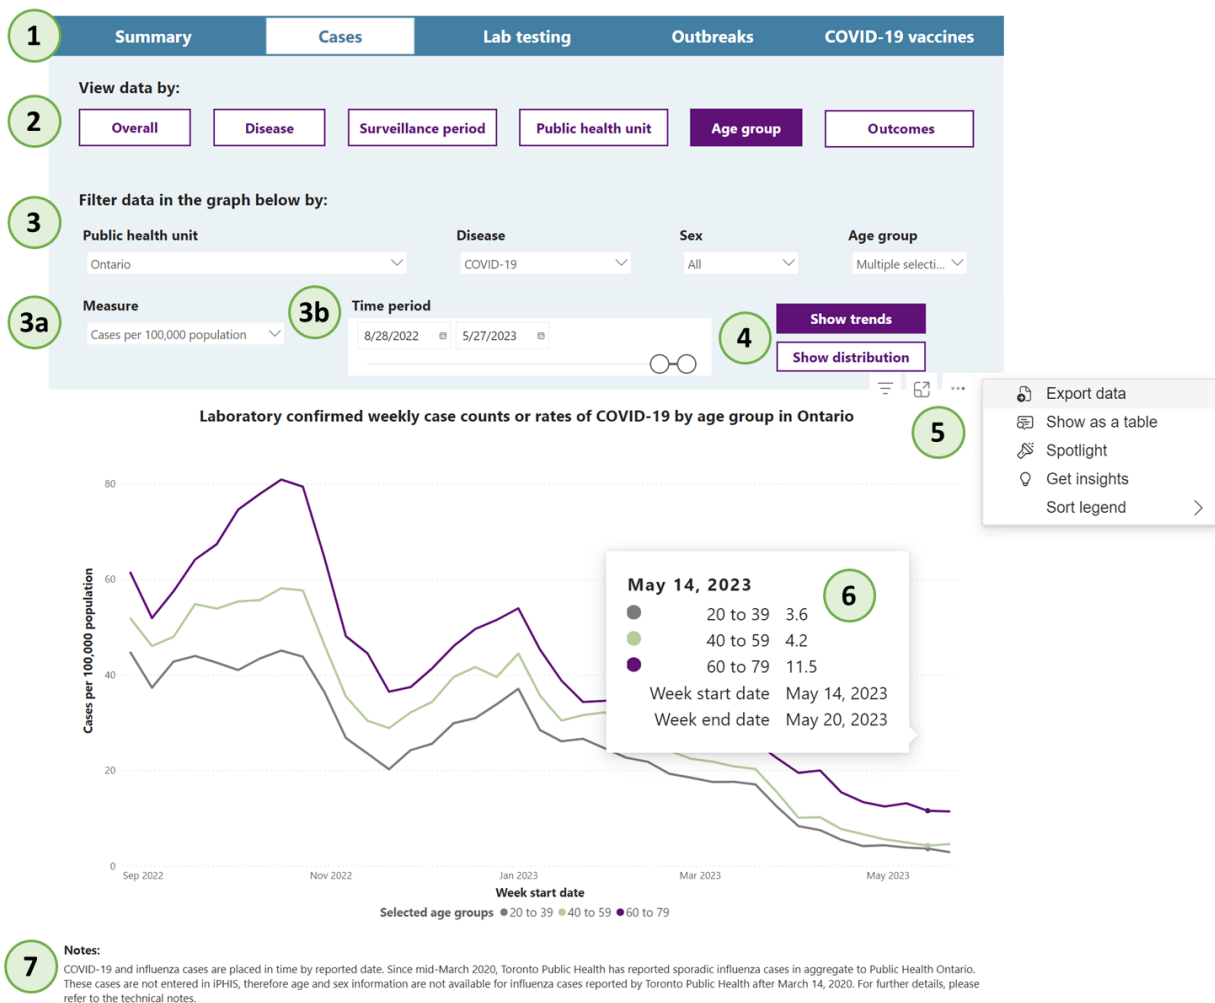 1
Summary Cases Lab testing Outbreaks COVID-19 vaccines
View data by:
2
Overall Disease Surveillance period Public health unit Age group Outcomes
3
Filter data in the graph below by:
Public health unit Disease Sex Age group
Ontario COVID-19 All Multiple selecti...
3a
Measure
3b
Time period
Cases per 100,000 population
8/28/2022 5/27/2023
4
Show trends
Show distribution
5
Export data
Show as a table
Spotlight
Get insights
Sort legend
Laboratory confirmed weekly case counts or rates of COVID-19 by age group in Ontario
Cases per 100,000 population
80
60
40
20
0
6
May 14, 2023
20 to 39 3.6
40 to 59 4.2
60 to 79 11.5
Week start date May 14, 2023
Week end date May 20, 2023
Sep 2022 Nov 2022 Jan 2023 Mar 2023 May 2023
Week start date
Selected age groups 20 to 39 40 to 59 60 to 79
7
Notes:
COVID-19 and influenza cases are placed in time by reported date. Since mid-March 2020, Toronto Public Health has reported sporadic influenza cases in aggregate to Public Health Ontario.
These cases are not entered in iPHIS, therefore age and sex information are not available for influenza cases reported by Toronto Public Health after March 14, 2020. For further details, please
refer to the technical notes.